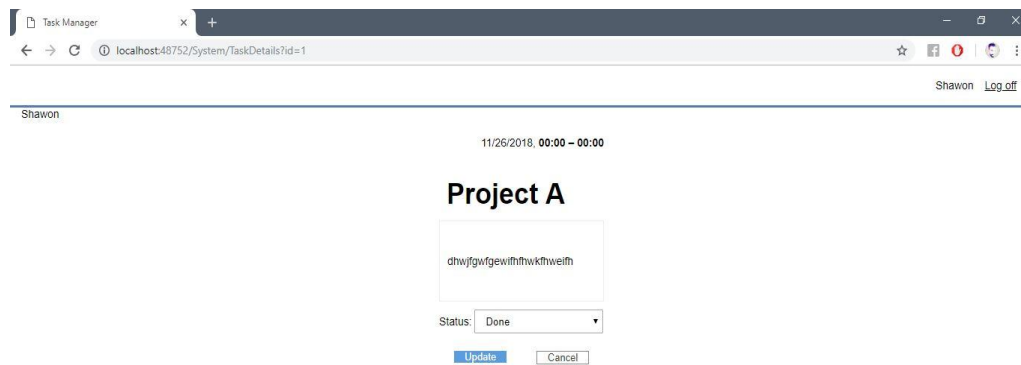 Task Manager
localhost:48752/System/TaskDetails?id=1
Shawon Log off
Shawon
11/26/2018, 00:00 – 00:00
Project A
dhwjfgwfgewifhfhwkfhweifh
Status: Done
Update Cancel